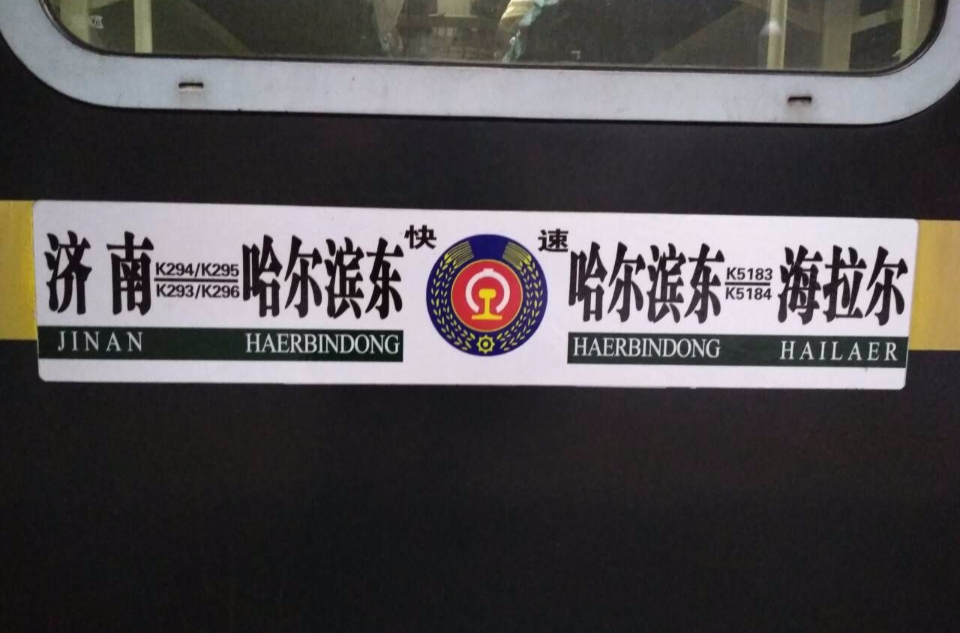 济南 K294/K295 哈尔滨东 快速 哈尔滨东 K5183 海拉尔
K293/K296 K5184
JINAN HAERBINDONG HAERBINDONG HAILAER